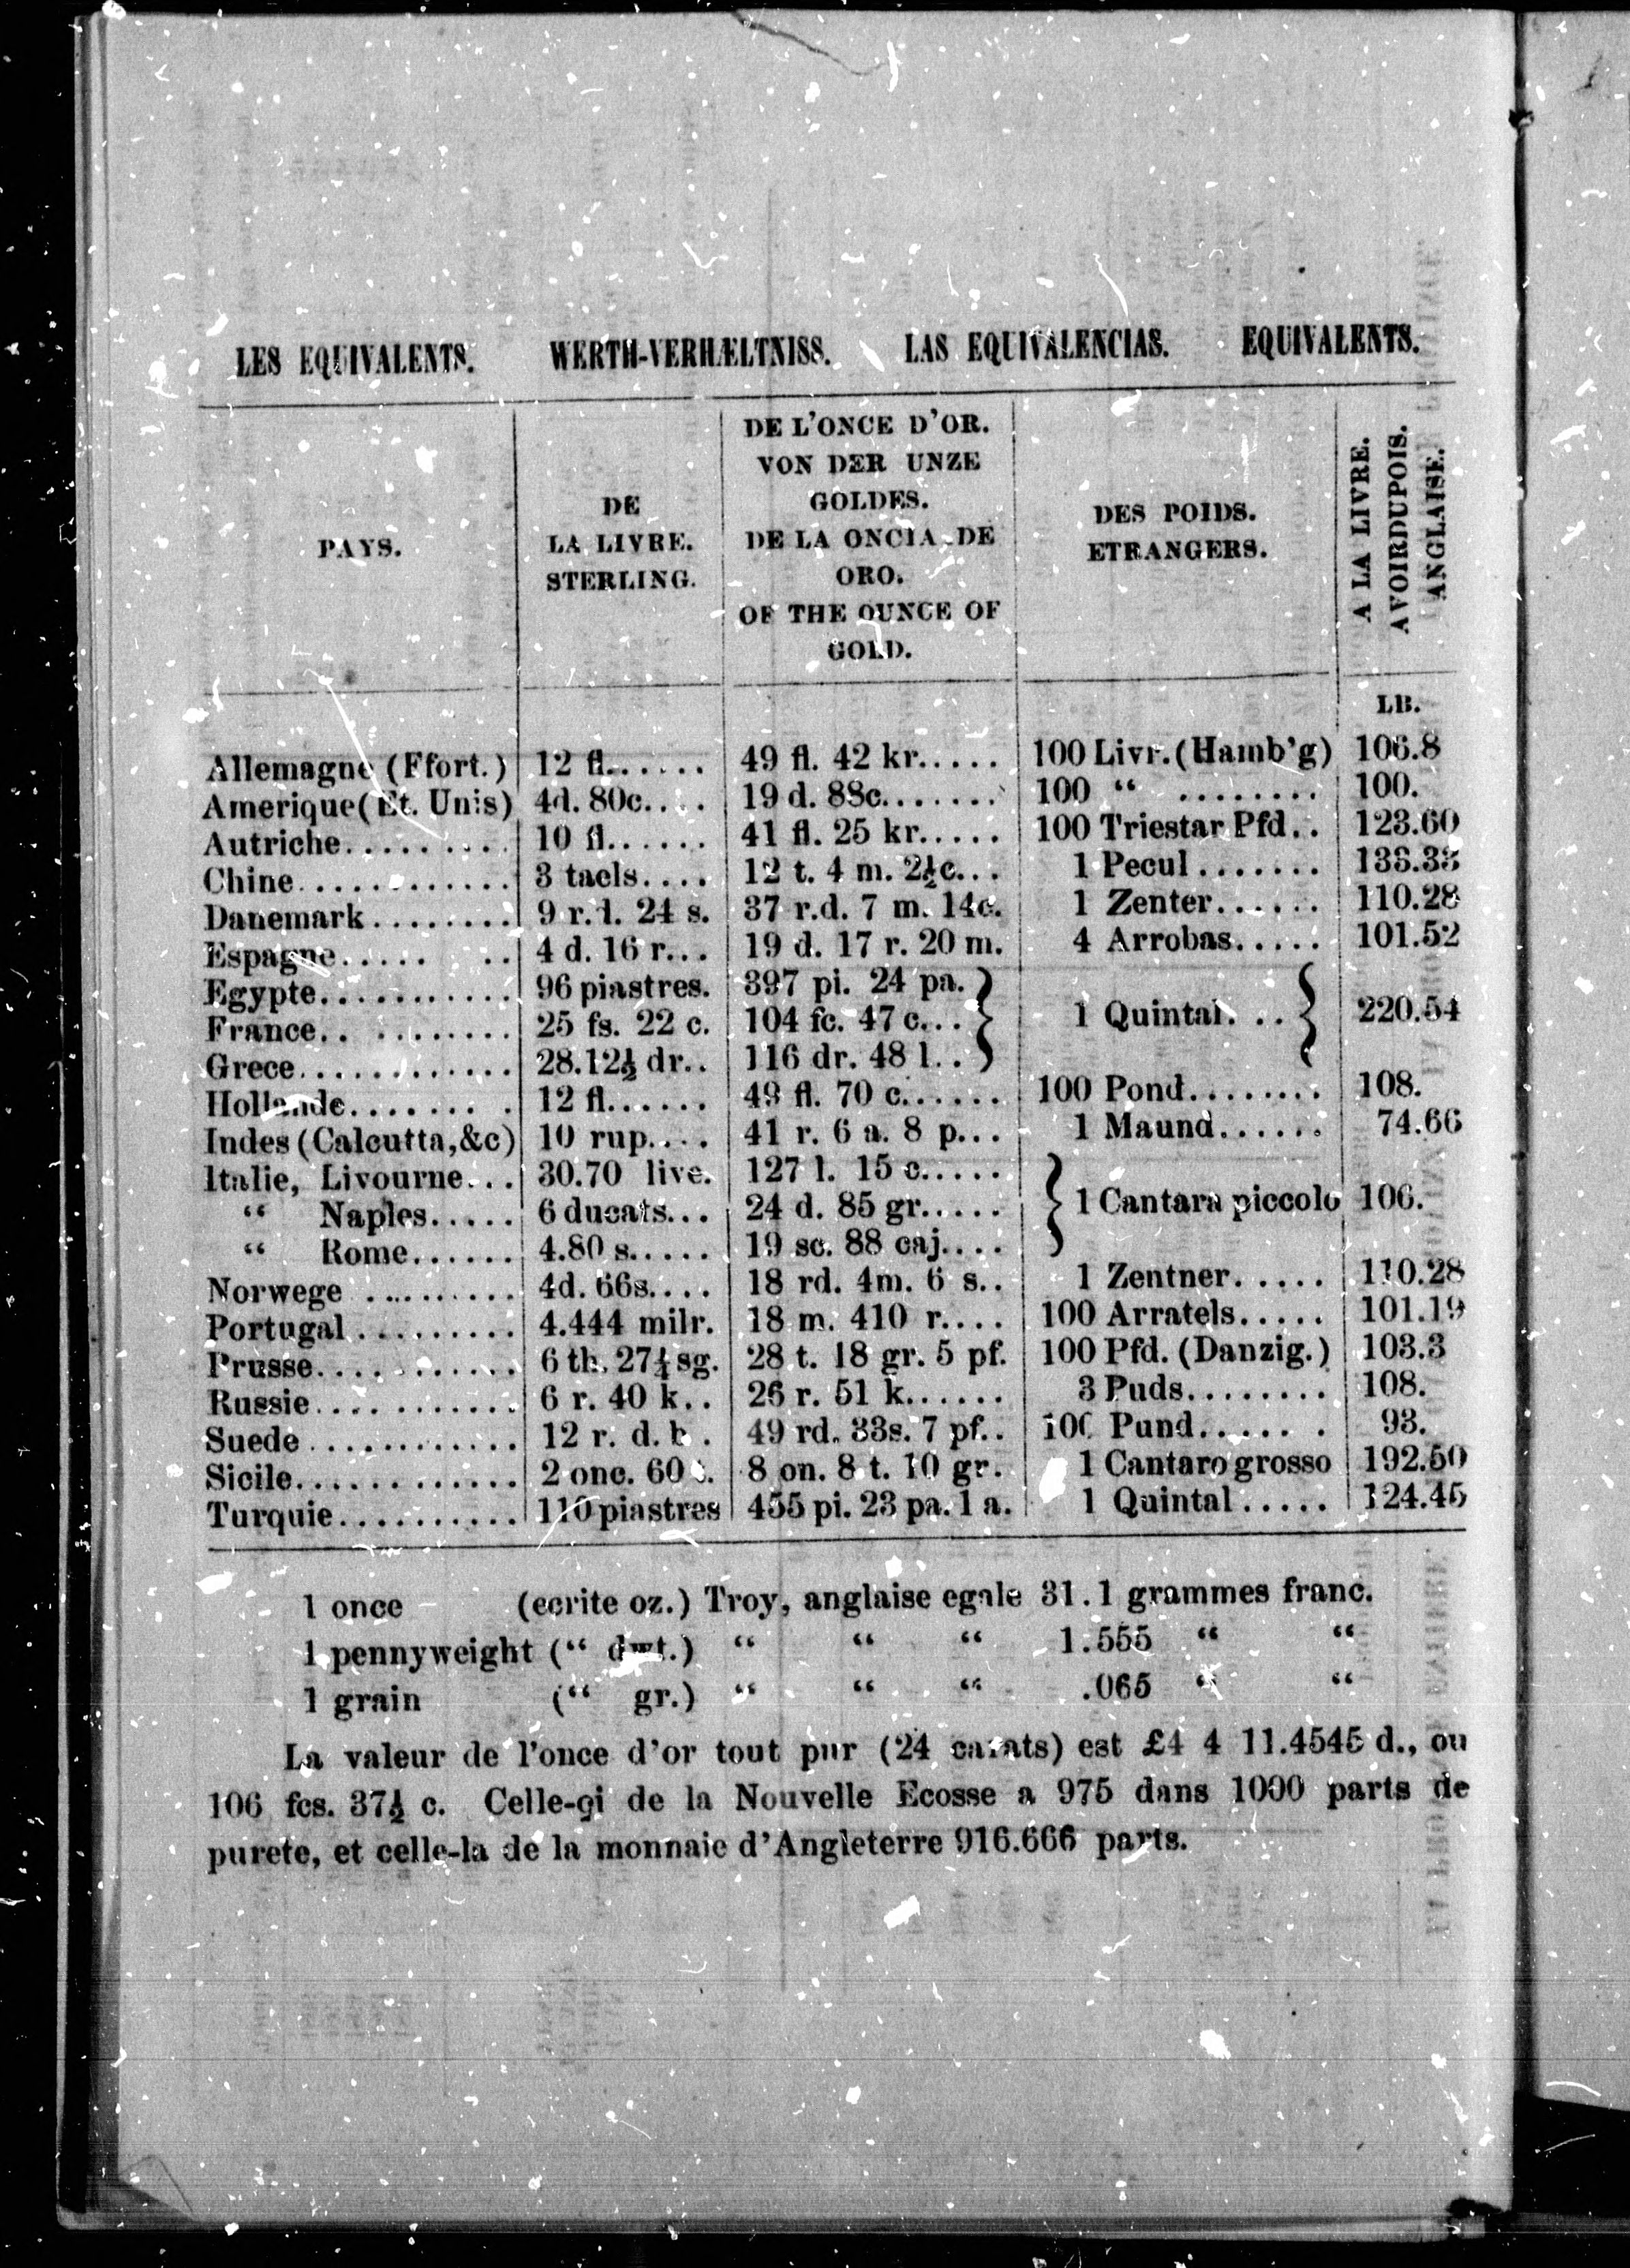 LES EQUIVALENTS. WERTH-VERHÆLTNISS. LAS EQUIVALENCIAS. EQUIVALENTS.
PAYS. DE LA LIVRE. STERLING. DE L'ONCE D'OR. VON DER UNZE GOLDES. DE LA ONCIA DE ORO. OF THE OUNCE OF GOLD. DES POIDS. ETRANGERS. A LA LIVRE. AVOIRDUPOIS. ANGLAISE.
LB.
Allemagne (Ffort.) 12 fl...... 49 fl. 42 kr..... 100 Livr. (Hamb'g) 106.8
Amerique (Et. Unis) 4d. 80c.... 19 d. 88c....... 100 “ ........ 100.
Autriche......... 10 fl...... 41 fl. 25 kr..... 100 Triestar Pfd.. 123.60
Chine............ 3 taels.... 12 t. 4 m. 2½c... 1 Pecul....... 133.33
Danemark........ 9 r.d. 24 s. 37 r.d. 7 m. 14c. 1 Zenter...... 110.28
Espagne..... .. 4 d. 16 r... 19 d. 17 r. 20 m. 4 Arrobas..... 101.52
Egypte........... 96 piastres. 397 pi. 24 pa. }
France.. ........ 25 fs. 22 c. 104 fc. 47 c... } 1 Quintal. .. { 220.54
Grece............ 28.12½ dr.. 116 dr. 48 l.. }
Hollande....... . 12 fl...... 49 fl. 70 c...... 100 Pond........ 108.
Indes (Calcutta, &c) 10 rup.... 41 r. 6 a. 8 p... 1 Maund...... 74.66
Italie, Livourne... 30.70 live. 127 l. 15 c.....
“ Naples..... 6 ducats... 24 d. 85 gr..... } 1 Cantara piccolo 106.
“ Rome...... 4.80 s..... 19 sc. 88 caj....
Norwege ......... 4d. 66s.... 18 rd. 4m. 6 s.. 1 Zentner..... 110.28
Portugal......... 4.444 milr. 18 m. 410 r.... 100 Arratels..... 101.19
Prusse........... 6 th. 27½ sg. 28 t. 18 gr. 5 pf. 100 Pfd. (Danzig.) 103.3
Russie........... 6 r. 40 k.. 26 r. 51 k...... 3 Puds........ 108.
Suede............ 12 r. d. b . 49 rd. 33s. 7 pf.. 100 Pund...... . 93.
Sicile............ 2 onc. 60 8 on. 8 t. 10 gr. 1 Cantaro grosso 192.50
Turquie.......... 110 piastres 455 pi. 23 pa. 1 a. 1 Quintal..... 124.45
1 once (ecrite oz.) Troy, anglaise egale 31.1 grammes franc.
1 pennyweight (“ dwt.) “ “ “ 1.555 “ “
1 grain (“ gr.) “ “ “ .065 “ “
La valeur de l'once d'or tout pur (24 carats) est £4 4 11.4545 d., ou
106 fcs. 37½ c. Celle-çi de la Nouvelle Ecosse a 975 dans 1000 parts de
purete, et celle-la de la monnaie d'Angleterre 916.666 parts.